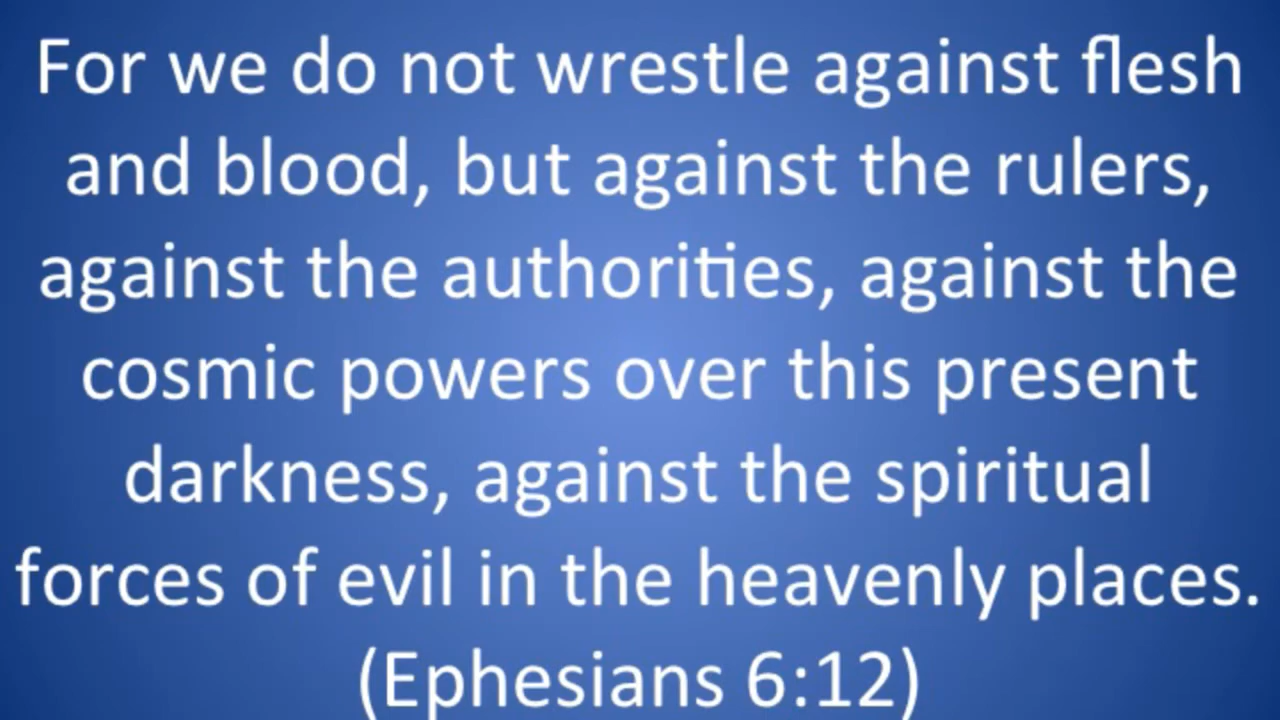 For we do not wrestle against flesh
and blood, but against the rulers,
against the authorities, against the
cosmic powers over this present
darkness, against the spiritual
forces of evil in the heavenly places.
(Ephesians 6:12)